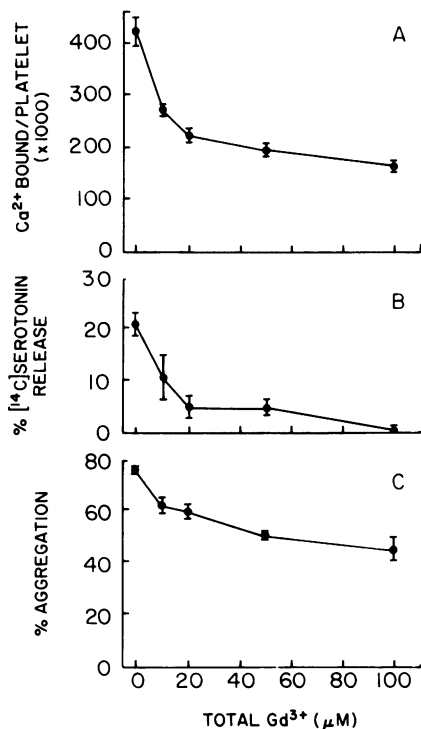 A
Ca2+ BOUND/PLATELET
(x1000)
400
300
200
100
0
B
% [14C]SEROTONIN
RELEASE
30
20
10
0
C
% AGGREGATION
80
60
40
20
0
0 20 40 60 80 100
TOTAL Gd3+ (μM)